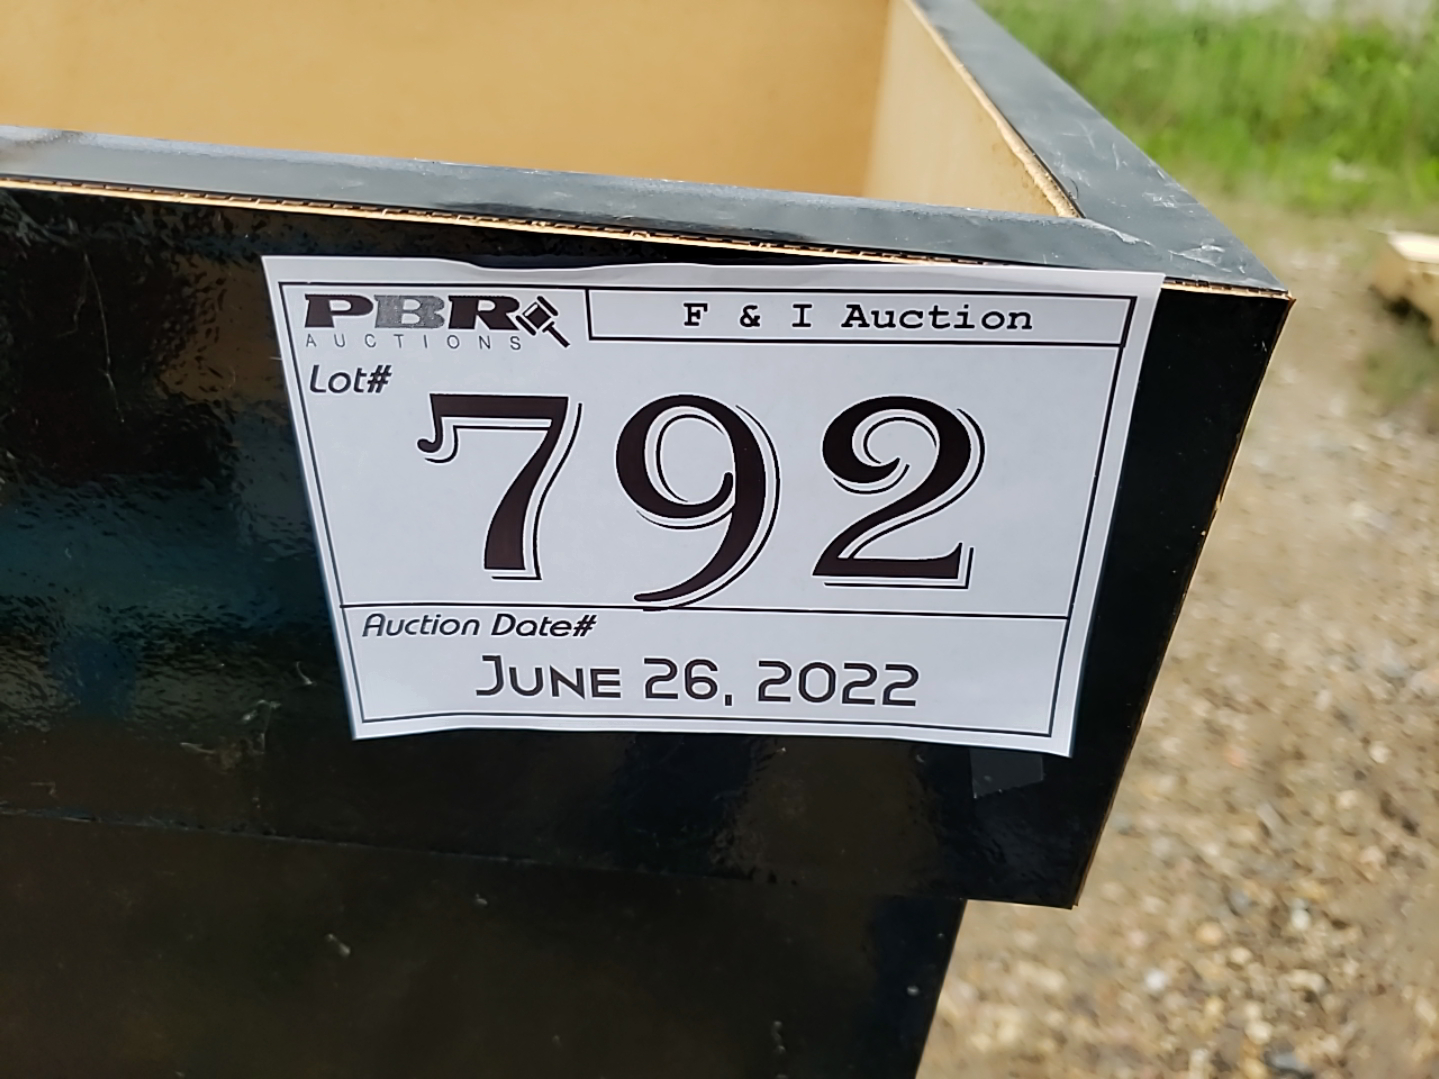 PBR
AUCTIONS
F & I Auction
Lot#
792
Auction Date#
JUNE 26, 2022